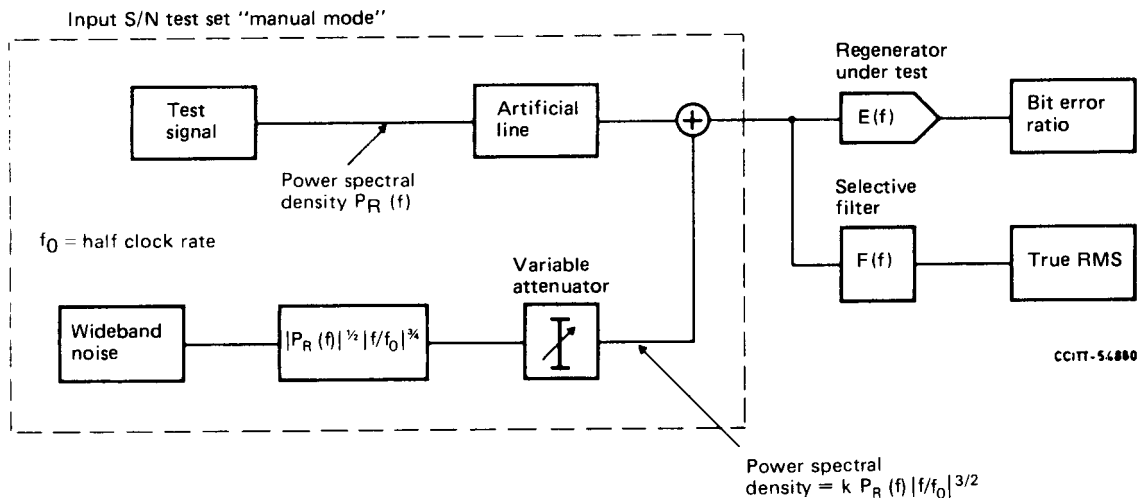 Input S/N test set "manual mode"
Test
signal
Artificial
line
+
Regenerator
under test
E(f)
Bit error
ratio
Power spectral
density P_R (f)
Selective
filter
F(f)
True RMS
f_0 = half clock rate
Variable
attenuator
Wideband
noise
|P_R (f)|^½ |f/f_0|^¾
CCITT-54880
Power spectral
density = k P_R (f) |f/f_0|^3/2